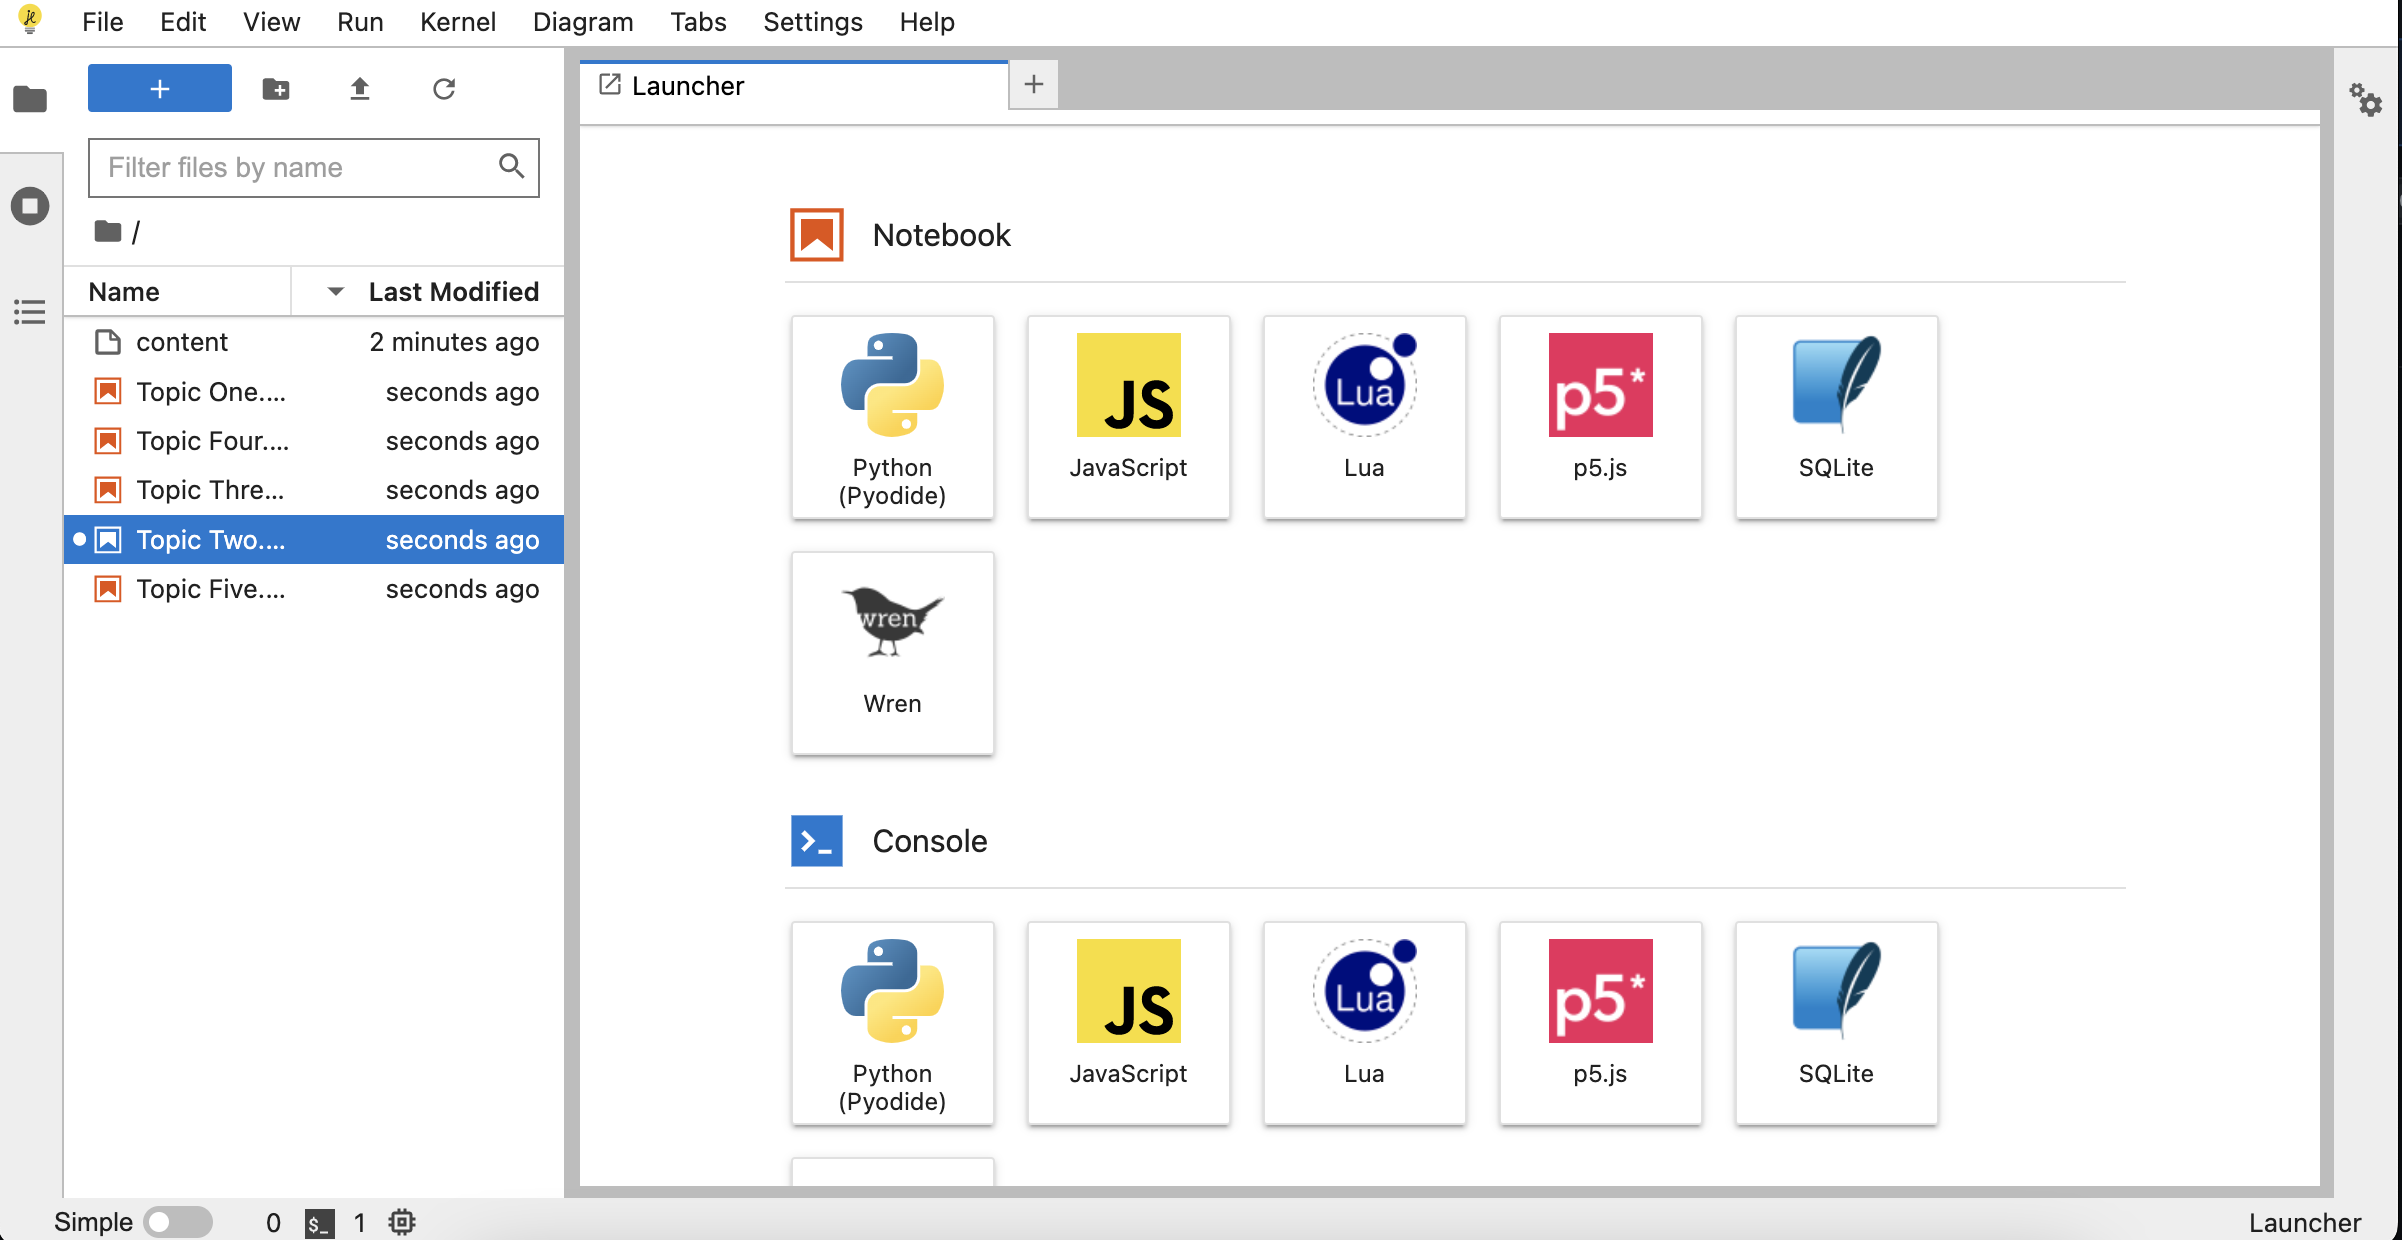 File Edit View Run Kernel Diagram Tabs Settings Help
+
Filter files by name
/
Name Last Modified
content 2 minutes ago
Topic One.... seconds ago
Topic Four.... seconds ago
Topic Thre... seconds ago
Topic Two.... seconds ago
Topic Five.... seconds ago
Launcher +
Notebook
JS Lua p5*
Python JavaScript Lua p5.js SQLite
(Pyodide)
wren
Wren
>_ Console
JS Lua p5*
Python JavaScript Lua p5.js SQLite
(Pyodide)
Simple 0 $_ 1 Launcher